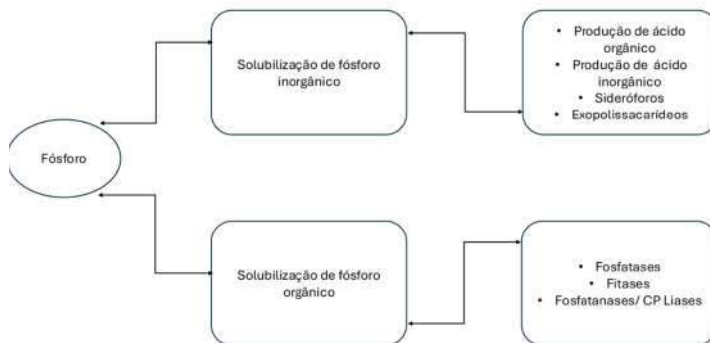 Fósforo
Solubilização de fósforo
inorgânico
• Produção de ácido
orgânico
• Produção de ácido
inorgânico
• Sideróforos
• Exopolissacarídeos
Solubilização de fósforo
orgânico
• Fosfatases
• Fitases
• Fosfatanases/ CP Liases